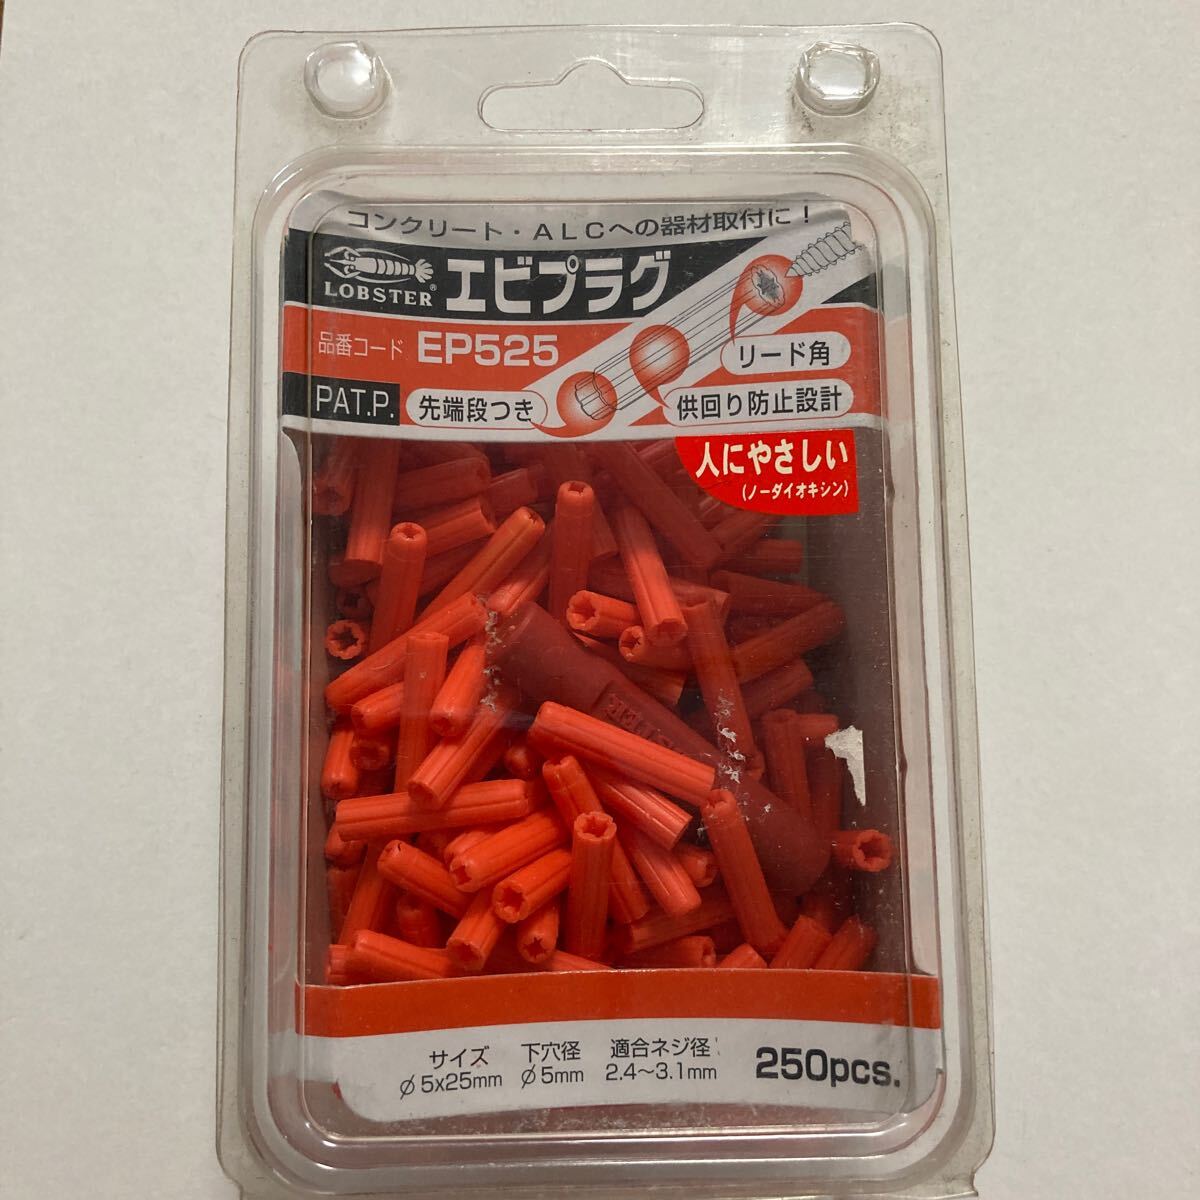 コンクリート・ALCへの器材取付に!
LOBSTER®
エビプラグ
品番コード EP525
リード角
PAT.P.
先端段つき
供回り防止設計
人にやさしい
(ノーダイオキシン)
サイズ
φ5x25mm
下穴径
φ5mm
適合ネジ径
2.4〜3.1mm
250pcs.